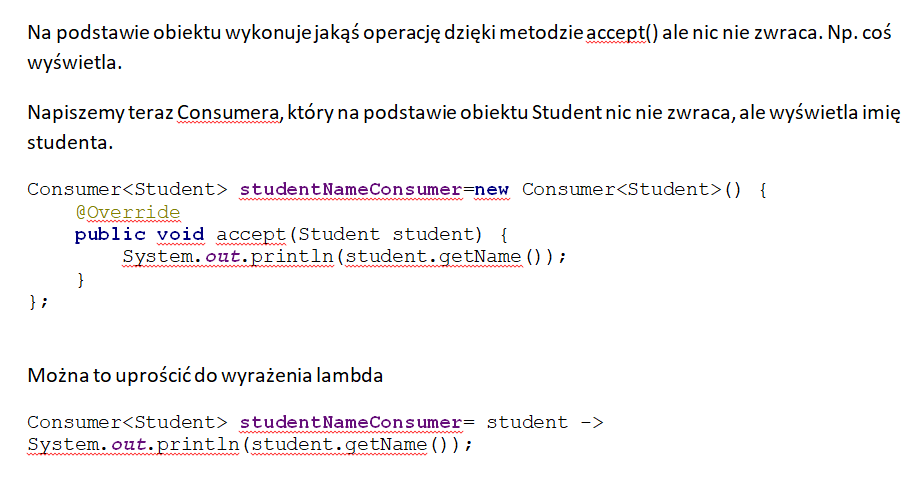 Na podstawie obiektu wykonuje jakąś operację dzięki metodzie accept() ale nic nie zwraca. Np. coś
wyświetla.
Napiszemy teraz Consumera, który na podstawie obiektu Student nic nie zwraca, ale wyświetla imię
studenta.
Consumer<Student> studentNameConsumer=new Consumer<Student>() {
    @Override
    public void accept(Student student) {
        System.out.println(student.getName());
    }
};
Można to uprościć do wyrażenia lambda
Consumer<Student> studentNameConsumer= student ->
System.out.println(student.getName());